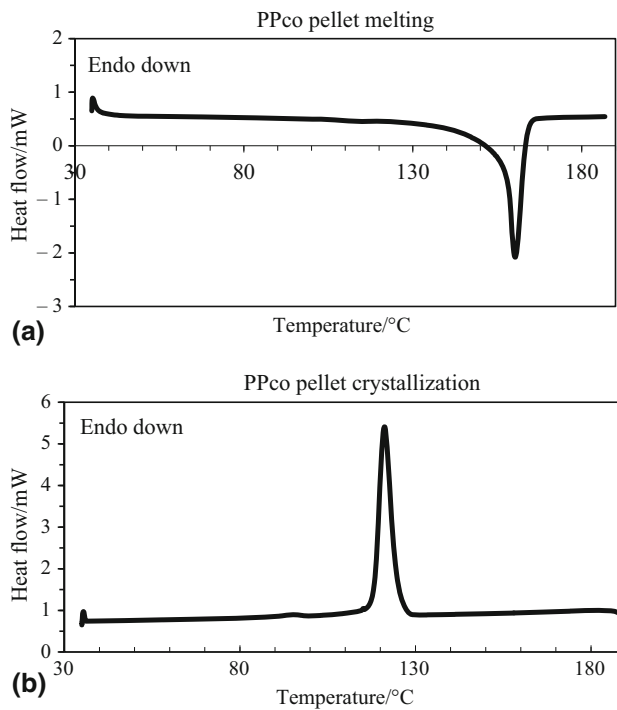 PPco pellet melting
Endo down
Heat flow/mW
2
1
0
– 1
– 2
– 3
30
80
130
180
Temperature/°C
(a)
PPco pellet crystallization
Endo down
Heat flow/mW
6
5
4
3
2
1
0
30
80
130
180
Temperature/°C
(b)